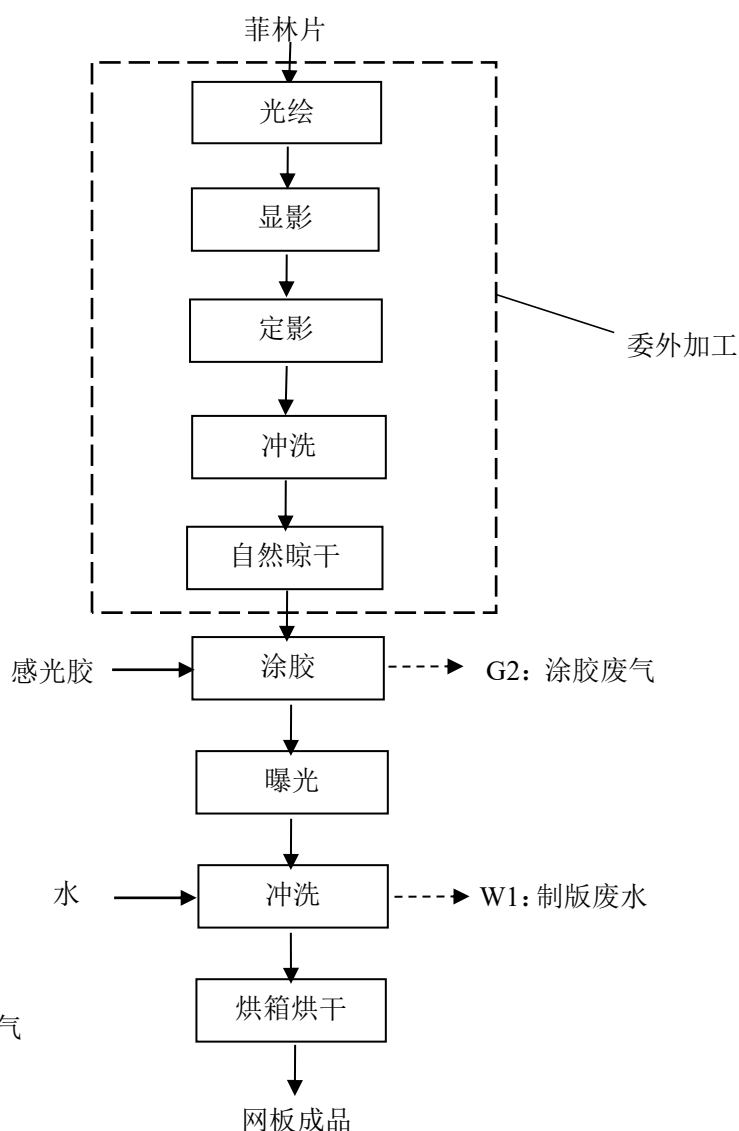 菲林片
光绘
显影
定影
委外加工
冲洗
自然晾干
感光胶
涂胶
G2：涂胶废气
曝光
水
冲洗
W1：制版废水
烘箱烘干
气
网板成品